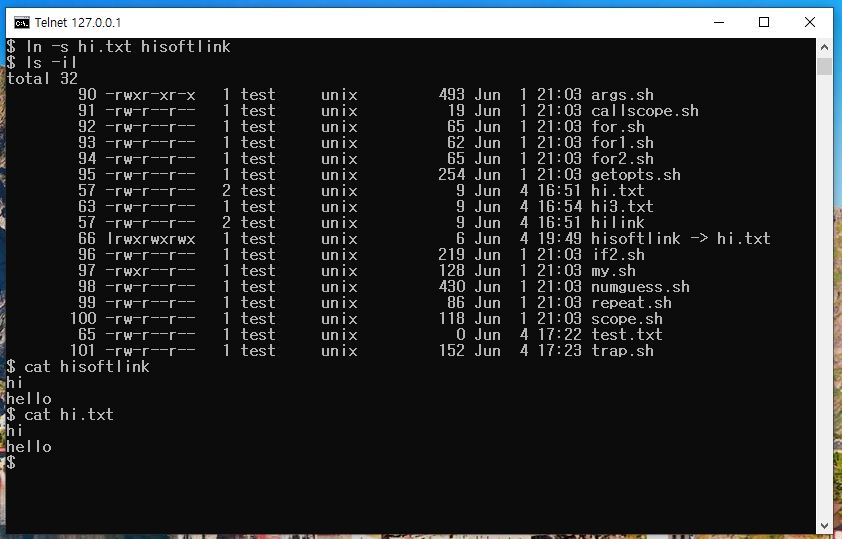 Telnet 127.0.0.1
$ ln -s hi.txt hisoftlink
$ ls -il
total 32
90 -rwxr-xr-x 1 test unix 493 Jun 1 21:03 args.sh
91 -rw-r--r-- 1 test unix 19 Jun 1 21:03 callscope.sh
92 -rw-r--r-- 1 test unix 65 Jun 1 21:03 for.sh
93 -rw-r--r-- 1 test unix 62 Jun 1 21:03 for1.sh
94 -rw-r--r-- 1 test unix 65 Jun 1 21:03 for2.sh
95 -rw-r--r-- 1 test unix 254 Jun 1 21:03 getopts.sh
57 -rw-r--r-- 2 test unix 9 Jun 4 16:51 hi.txt
63 -rw-r--r-- 1 test unix 9 Jun 4 16:54 hi3.txt
57 -rw-r--r-- 2 test unix 9 Jun 4 16:51 hilink
66 lrwxrwxrwx 1 test unix 6 Jun 4 19:49 hisoftlink -> hi.txt
96 -rw-r--r-- 1 test unix 219 Jun 1 21:03 if2.sh
97 -rwxr--r-- 1 test unix 128 Jun 1 21:03 my.sh
98 -rw-r--r-- 1 test unix 430 Jun 1 21:03 numguess.sh
99 -rw-r--r-- 1 test unix 86 Jun 1 21:03 repeat.sh
100 -rw-r--r-- 1 test unix 118 Jun 1 21:03 scope.sh
65 -rw-r--r-- 1 test unix 0 Jun 4 17:22 test.txt
101 -rw-r--r-- 1 test unix 152 Jun 4 17:23 trap.sh
$ cat hisoftlink
hi
hello
$ cat hi.txt
hi
hello
$